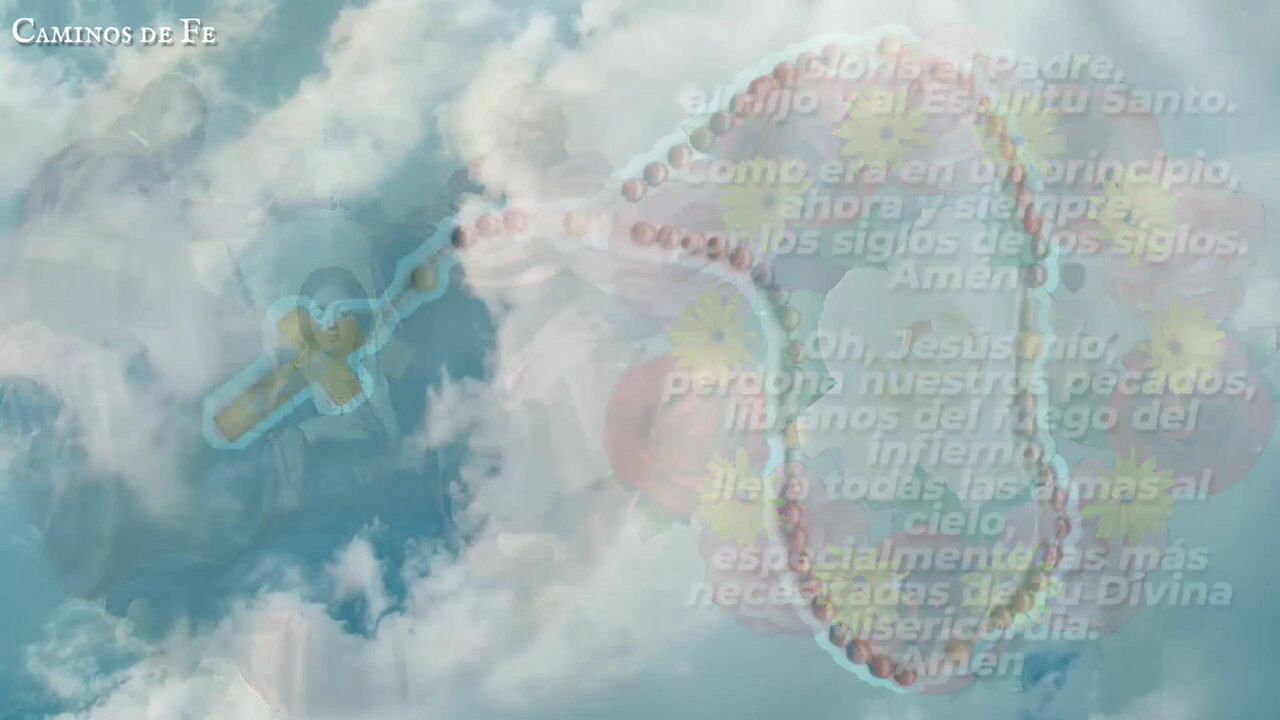 Caminos de Fe
Gloria al Padre,
el Hijo y al Espíritu Santo.
Como era en un principio,
ahora y siempre,
por los siglos de los siglos.
Amén.
Oh, Jesús mío,
perdona nuestros pecados,
líbranos del fuego del
infierno,
lleva todas las almas al
cielo,
especialmente las más
necesitadas de Tu Divina
Misericordia.
Amén